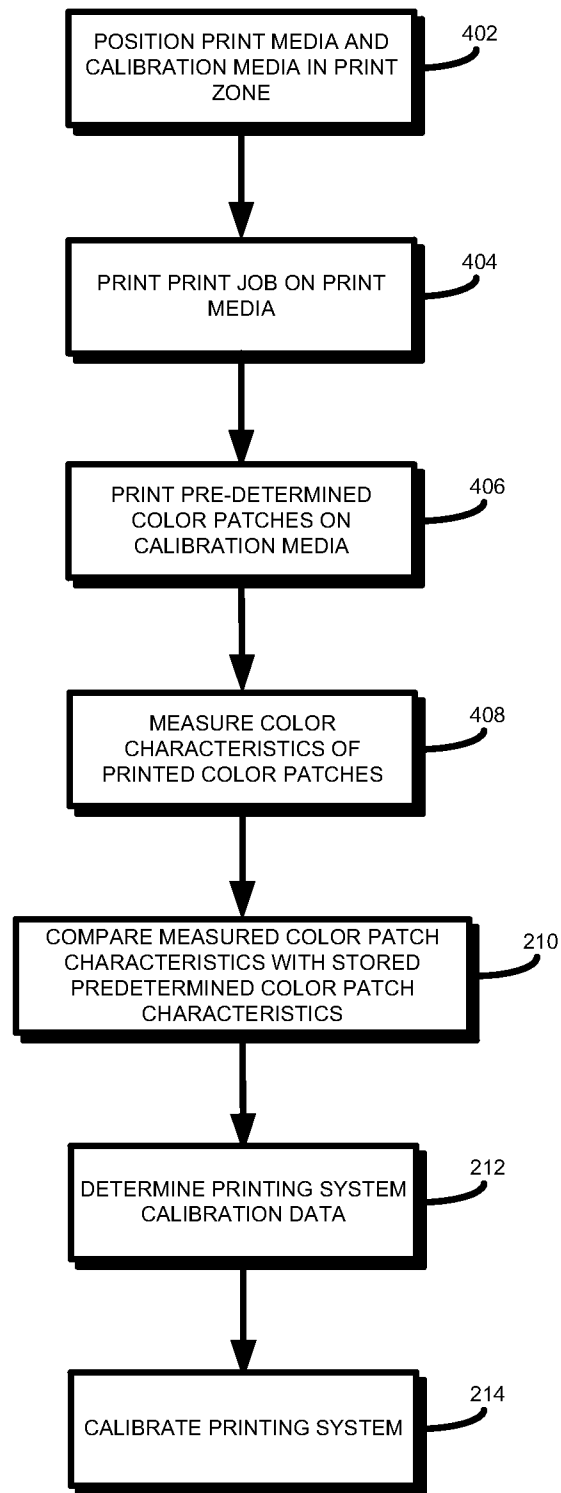 POSITION PRINT MEDIA AND
CALIBRATION MEDIA IN PRINT
ZONE
402
PRINT PRINT JOB ON PRINT
MEDIA
404
PRINT PRE-DETERMINED
COLOR PATCHES ON
CALIBRATION MEDIA
406
MEASURE COLOR
CHARACTERISTICS OF
PRINTED COLOR PATCHES
408
COMPARE MEASURED COLOR PATCH
CHARACTERISTICS WITH STORED
PREDETERMINED COLOR PATCH
CHARACTERISTICS
210
DETERMINE PRINTING SYSTEM
CALIBRATION DATA
212
CALIBRATE PRINTING SYSTEM
214